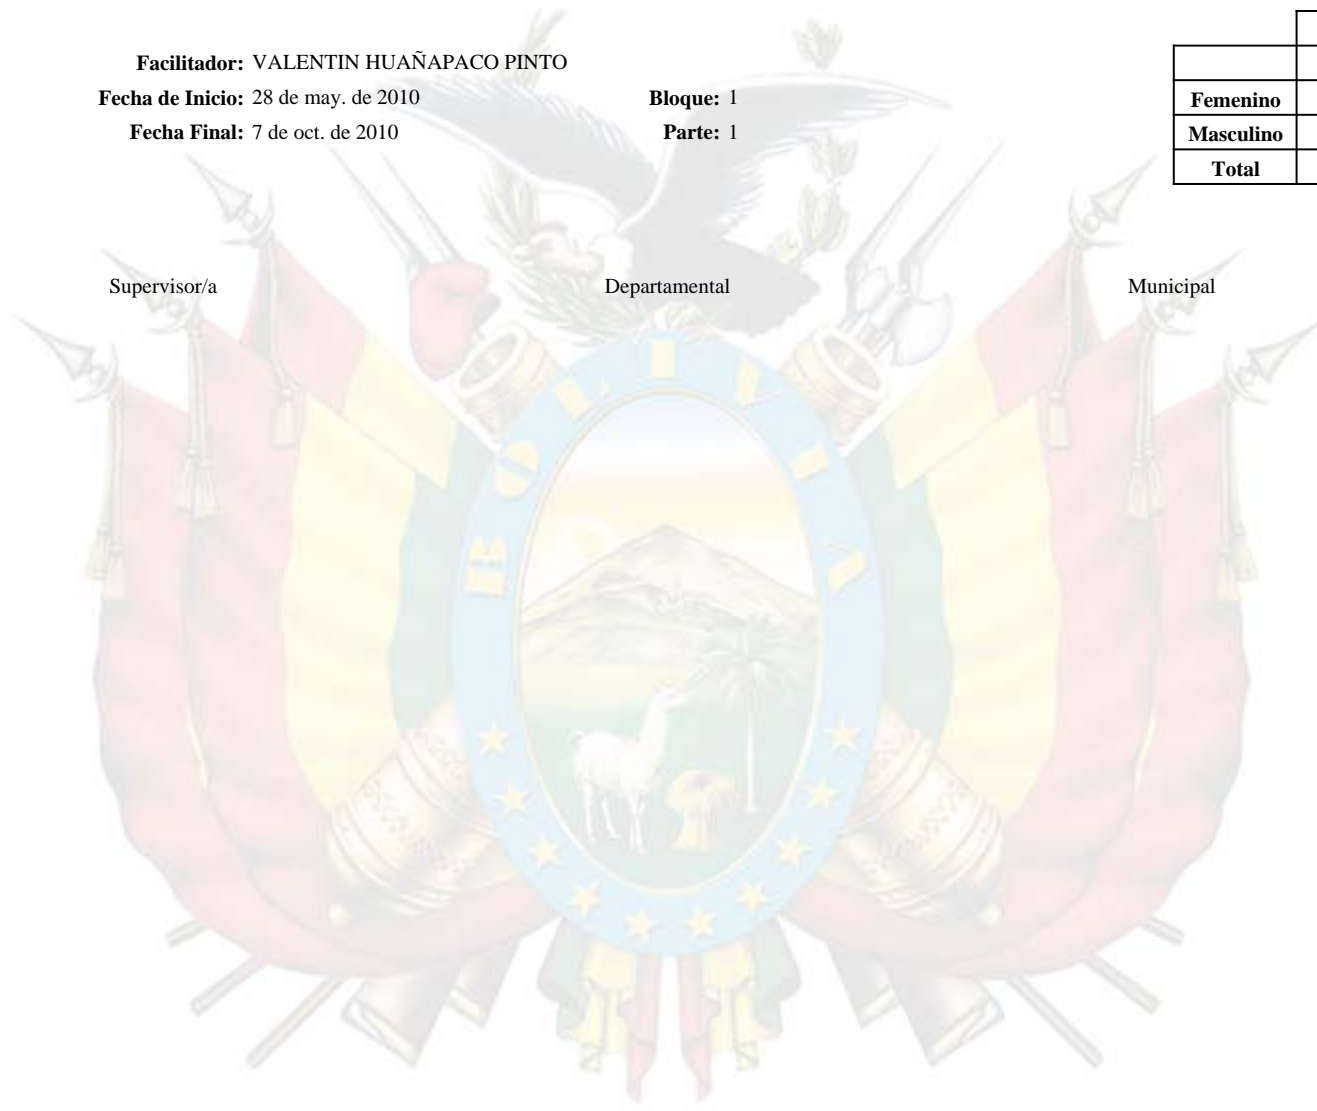 Facilitador: VALENTIN HUAÑAPACO PINTO
Fecha de Inicio: 28 de may. de 2010 Bloque: 1
Fecha Final: 7 de oct. de 2010 Parte: 1
Femenino
Masculino
Total
Supervisor/a Departamental Municipal
BOLIVIA